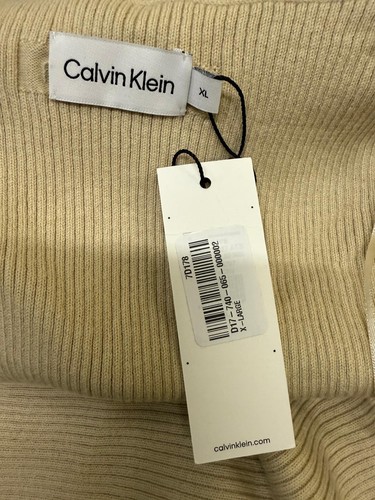 Calvin Klein
XL
7D178
D17-740-065-000002
X-LARGE
calvinklein.com